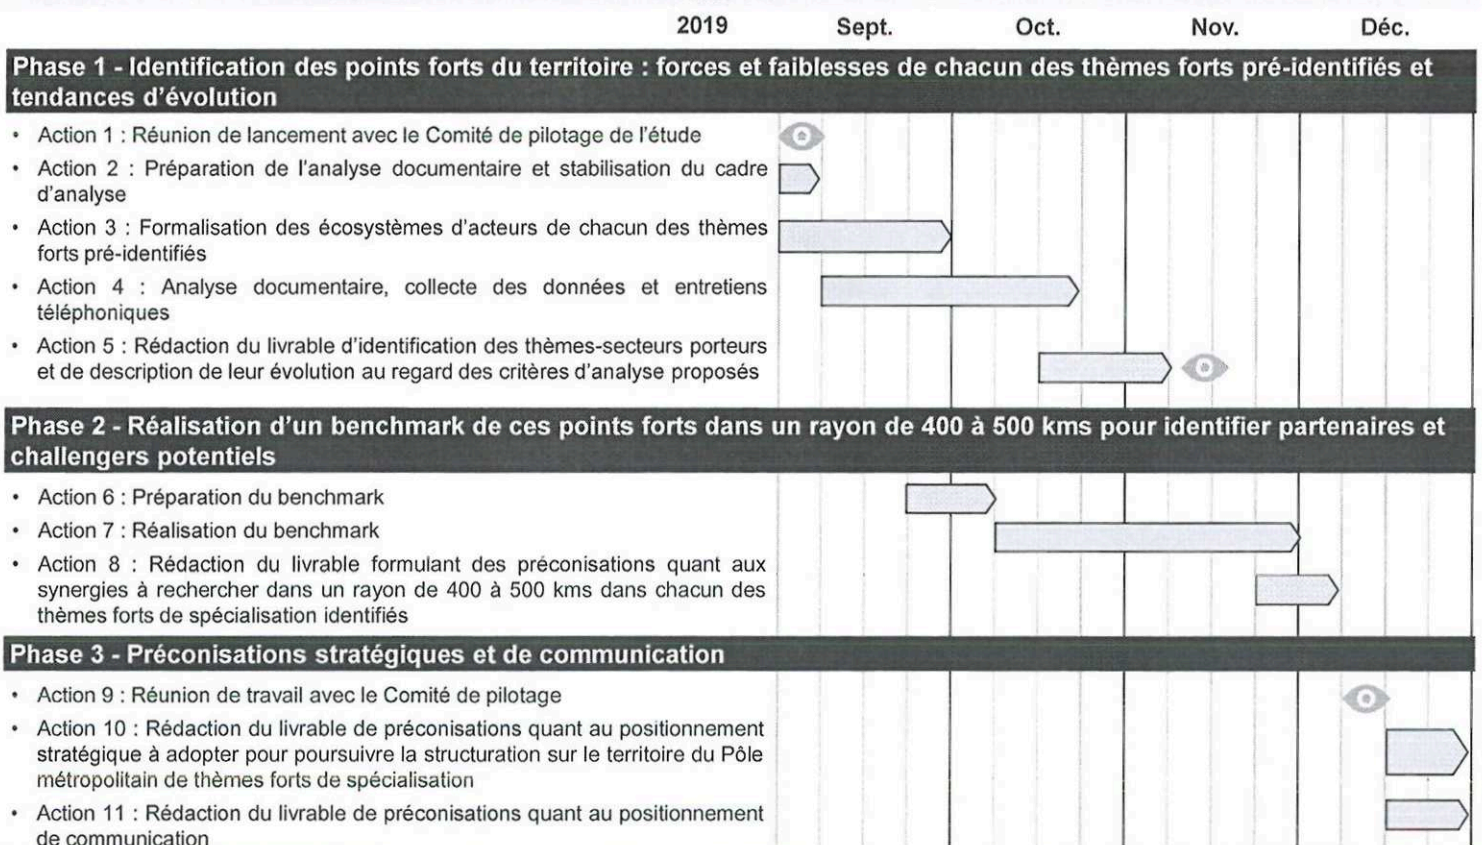 2019 Sept. Oct. Nov. Déc.
Phase 1 - Identification des points forts du territoire : forces et faiblesses de chacun des thèmes forts pré-identifiés et
tendances d'évolution
• Action 1 : Réunion de lancement avec le Comité de pilotage de l'étude
• Action 2 : Préparation de l'analyse documentaire et stabilisation du cadre
d'analyse
• Action 3 : Formalisation des écosystèmes d'acteurs de chacun des thèmes
forts pré-identifiés
• Action 4 : Analyse documentaire, collecte des données et entretiens
téléphoniques
• Action 5 : Rédaction du livrable d'identification des thèmes-secteurs porteurs
et de description de leur évolution au regard des critères d'analyse proposés
Phase 2 - Réalisation d'un benchmark de ces points forts dans un rayon de 400 à 500 kms pour identifier partenaires et
challengers potentiels
• Action 6 : Préparation du benchmark
• Action 7 : Réalisation du benchmark
• Action 8 : Rédaction du livrable formulant des préconisations quant aux
synergies à rechercher dans un rayon de 400 à 500 kms dans chacun des
thèmes forts de spécialisation identifiés
Phase 3 - Préconisations stratégiques et de communication
• Action 9 : Réunion de travail avec le Comité de pilotage
• Action 10 : Rédaction du livrable de préconisations quant au positionnement
stratégique à adopter pour poursuivre la structuration sur le territoire du Pôle
métropolitain de thèmes forts de spécialisation
• Action 11 : Rédaction du livrable de préconisations quant au positionnement
de communication